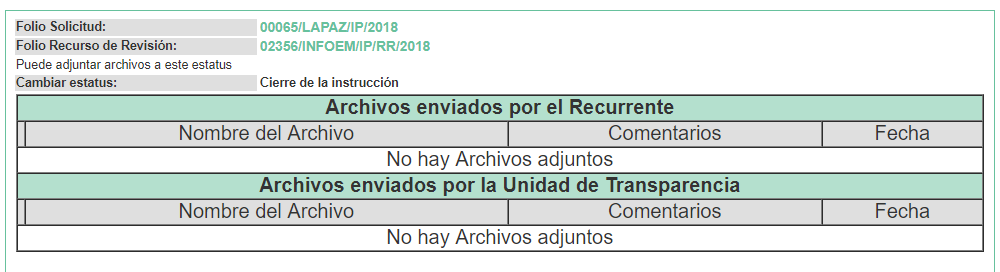 Folio Solicitud: 00065/LAPAZ/IP/2018
Folio Recurso de Revisión: 02356/INFOEM/IP/RR/2018
Puede adjuntar archivos a este estatus
Cambiar estatus: Cierre de la instrucción
Archivos enviados por el Recurrente
Nombre del Archivo Comentarios Fecha
No hay Archivos adjuntos
Archivos enviados por la Unidad de Transparencia
Nombre del Archivo Comentarios Fecha
No hay Archivos adjuntos